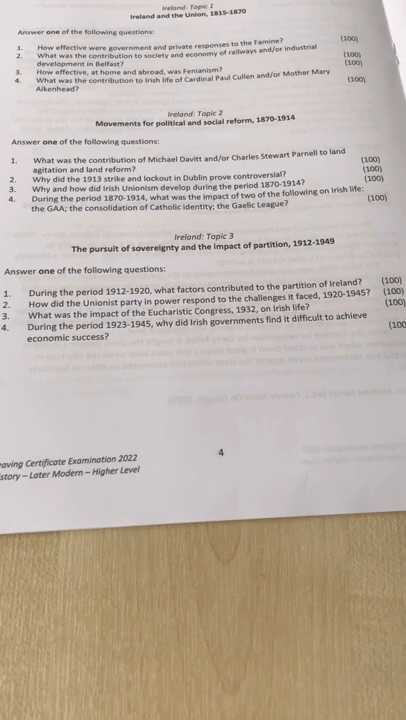 Ireland: Topic 1
Ireland and the Union, 1815-1870
Answer one of the following questions:
1. How effective were government and private responses to the Famine? (100)
2. What was the contribution to society and economy of railways and/or industrial
development in Belfast? (100)
3. How effective, at home and abroad, was Fenianism? (100)
4. What was the contribution to Irish life of Cardinal Paul Cullen and/or Mother Mary
Aikenhead? (100)
Ireland: Topic 2
Movements for political and social reform, 1870-1914
Answer one of the following questions:
1. What was the contribution of Michael Davitt and/or Charles Stewart Parnell to land
agitation and land reform? (100)
2. Why did the 1913 strike and lockout in Dublin prove controversial? (100)
3. Why and how did Irish Unionism develop during the period 1870-1914? (100)
4. During the period 1870-1914, what was the impact of two of the following on Irish life:
the GAA; the consolidation of Catholic identity; the Gaelic League? (100)
Ireland: Topic 3
The pursuit of sovereignty and the impact of partition, 1912-1949
Answer one of the following questions:
1. During the period 1912-1920, what factors contributed to the partition of Ireland? (100)
2. How did the Unionist party in power respond to the challenges it faced, 1920-1945? (100)
3. What was the impact of the Eucharistic Congress, 1932, on Irish life? (100)
4. During the period 1923-1945, why did Irish governments find it difficult to achieve
economic success? (100
eaving Certificate Examination 2022
4
istory – Later Modern – Higher Level